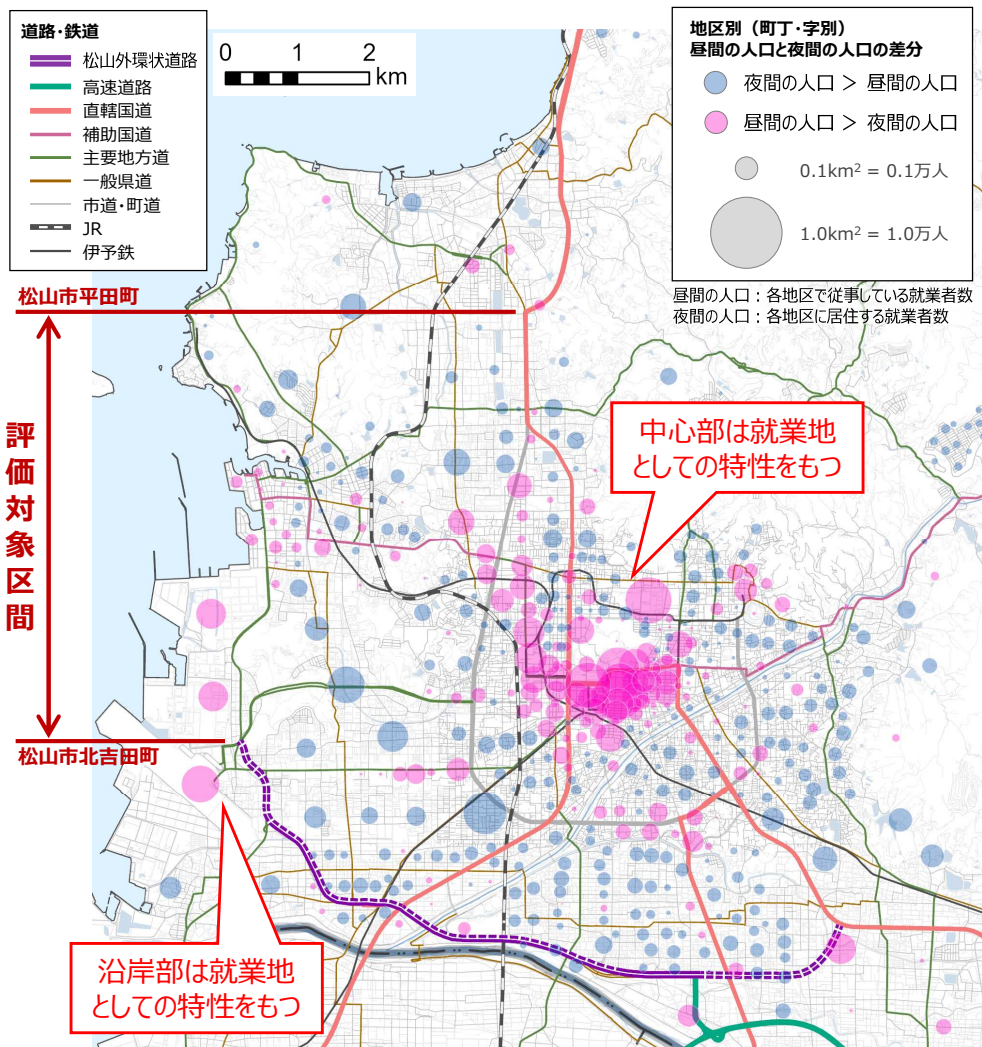 道路・鉄道
松山外環状道路
高速道路
直轄国道
補助国道
主要地方道
一般県道
市道・町道
JR
伊予鉄
0 1 2
km
地区別（町丁・字別）
昼間の人口と夜間の人口の差分
夜間の人口 > 昼間の人口
昼間の人口 > 夜間の人口
0.1km² = 0.1万人
1.0km² = 1.0万人
昼間の人口：各地区で従事している就業者数
夜間の人口：各地区に居住する就業者数
松山市平田町
評価対象区間
松山市北吉田町
中心部は就業地
としての特性をもつ
沿岸部は就業地
としての特性をもつ